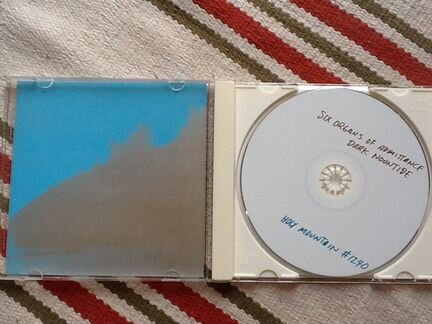 SIX ORGANS OF ADMITTANCE
DARK NOONTIDE
HOLY MOUNTAIN #1240